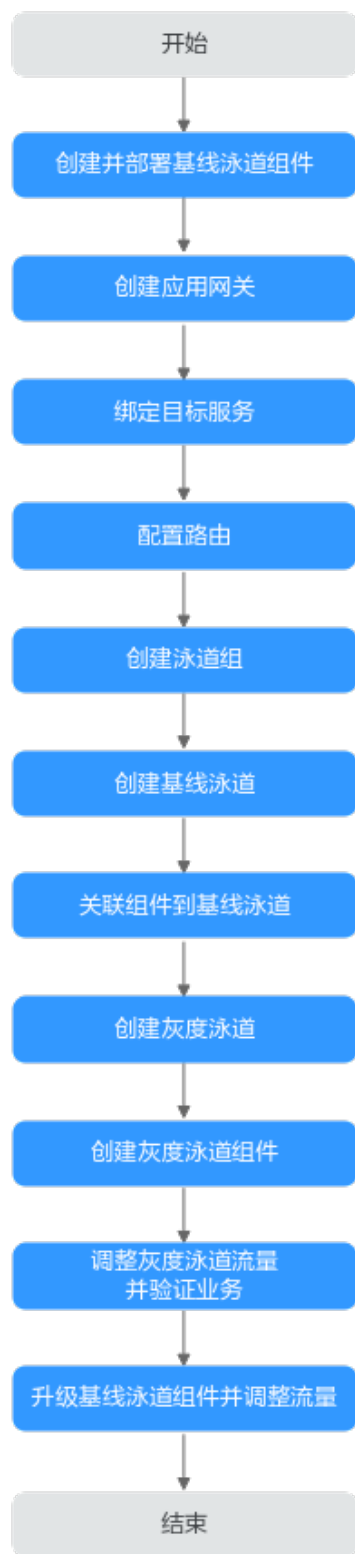 开始
创建并部署基线泳道组件
创建应用网关
绑定目标服务
配置路由
创建泳道组
创建基线泳道
关联组件到基线泳道
创建灰度泳道
创建灰度泳道组件
调整灰度泳道流量
并验证业务
升级基线泳道组件并调整流量
结束